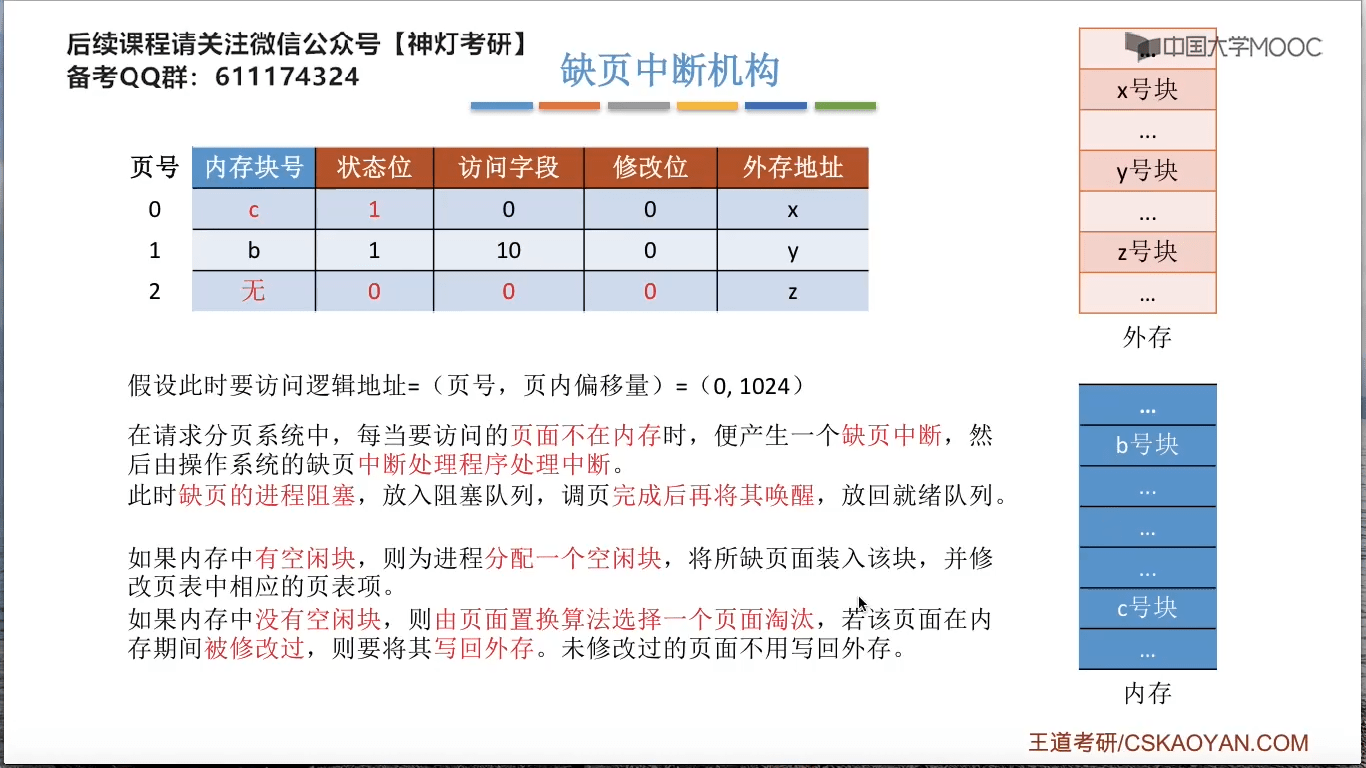 后续课程请关注微信公众号【神灯考研】
备考QQ群：611174324
缺页中断机构
中国大学MOOC
页号 内存块号 状态位 访问字段 修改位 外存地址
0 c 1 0 0 x
1 b 1 10 0 y
2 无 0 0 0 z
...
x号块
...
y号块
...
z号块
...
外存
假设此时要访问逻辑地址=（页号，页内偏移量）=（0, 1024）
在请求分页系统中，每当要访问的页面不在内存时，便产生一个缺页中断，然
后由操作系统的缺页中断处理程序处理中断。
此时缺页的进程阻塞，放入阻塞队列，调页完成后再将其唤醒，放回就绪队列。
如果内存中有空闲块，则为进程分配一个空闲块，将所缺页面装入该块，并修
改页表中相应的页表项。
如果内存中没有空闲块，则由页面置换算法选择一个页面淘汰，若该页面在内
存期间被修改过，则要将其写回外存。未修改过的页面不用写回外存。
...
b号块
...
...
...
c号块
...
内存
王道考研/CSKAOYAN.COM